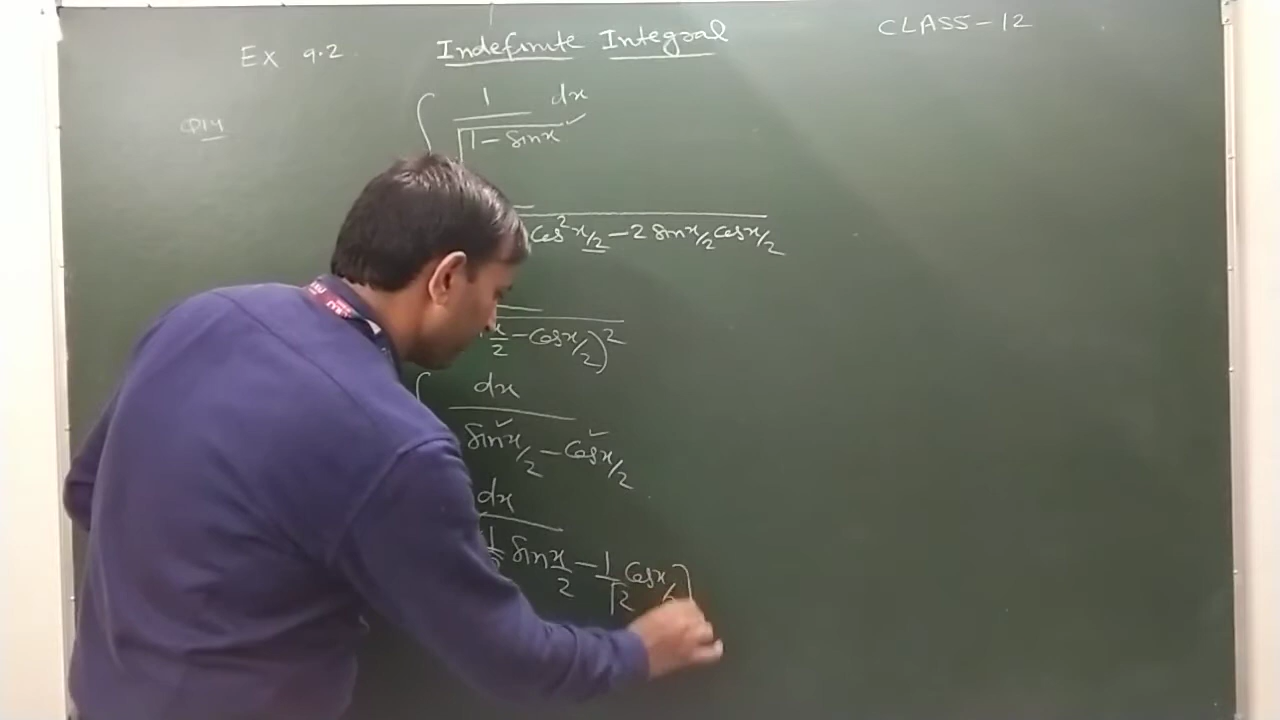 Ex 9.2 Indefinite Integral CLASS-12
Q14
∫ 1/√(1 - sinx) dx
cos²x/2 - 2 sinx/2 cosx/2
x/2 - cosx/2)²
∫ dx
sinx/2 - cosx/2
dx
sinx/2 - 1/√2 cosx/2]